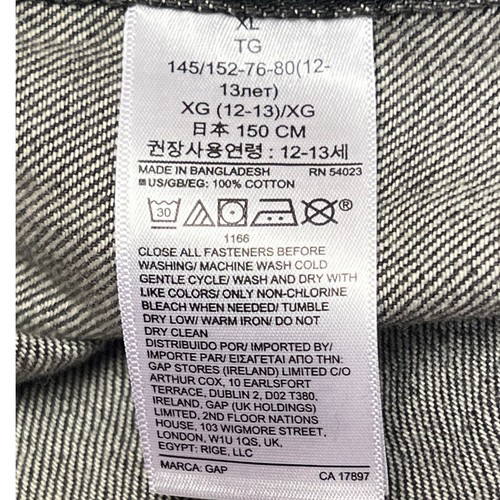 XL
TG
145/152-76-80(12-
13лет)
XG (12-13)/XG
日本 150 CM
권장사용연령 : 12-13세
MADE IN BANGLADESH RN 54023
US/GB/EG: 100% COTTON
30 ®
1166
CLOSE ALL FASTENERS BEFORE
WASHING/ MACHINE WASH COLD
GENTLE CYCLE/ WASH AND DRY WITH
LIKE COLORS/ ONLY NON-CHLORINE
BLEACH WHEN NEEDED/ TUMBLE
DRY LOW/ WARM IRON/ DO NOT
DRY CLEAN
DISTRIBUIDO POR/ IMPORTED BY/
IMPORTE PAR/ ΕΙΣΑΓΕΤΑΙ ΑΠΟ ΤΗΝ:
GAP STORES (IRELAND) LIMITED C/O
ARTHUR COX, 10 EARLSFORT
TERRACE, DUBLIN 2, D02 T380,
IRELAND, GAP (UK HOLDINGS)
LIMITED, 2ND FLOOR NATIONS
HOUSE, 103 WIGMORE STREET,
LONDON, W1U 1QS, UK,
EGYPT: RIGE, LLC
MARCA: GAP CA 17897